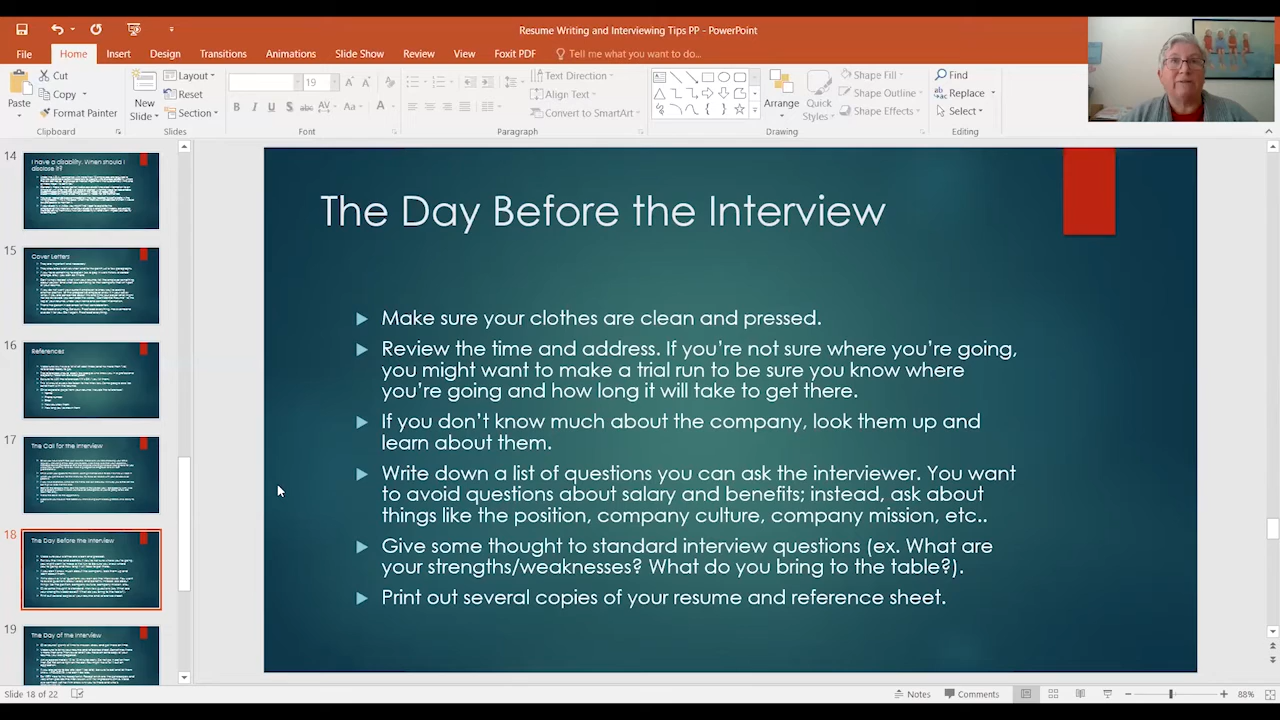 Resume Writing and Interviewing Tips PP - PowerPoint
File Home Insert Design Transitions Animations Slide Show Review View Foxit PDF Tell me what you want to do...
Paste
Cut
Copy
Format Painter
Clipboard
New
Slide
Layout
Reset
Section
Slides
19
Font
Text Direction
Align Text
Convert to SmartArt
Paragraph
Arrange
Quick
Styles
Shape Fill
Shape Outline
Shape Effects
Drawing
Find
Replace
Select
Editing
14
I have a disability. When should I
disclose it?
15
Cover Letters
16
References
17
The Call for the Interview
18
The Day Before the Interview
19
The Day of the Interview
The Day Before the Interview
Make sure your clothes are clean and pressed.
Review the time and address. If you're not sure where you're going,
you might want to make a trial run to be sure you know where
you're going and how long it will take to get there.
If you don't know much about the company, look them up and
learn about them.
Write down a list of questions you can ask the interviewer. You want
to avoid questions about salary and benefits; instead, ask about
things like the position, company culture, company mission, etc..
Give some thought to standard interview questions (ex. What are
your strengths/weaknesses? What do you bring to the table?).
Print out several copies of your resume and reference sheet.
Slide 18 of 22
Notes Comments 88%